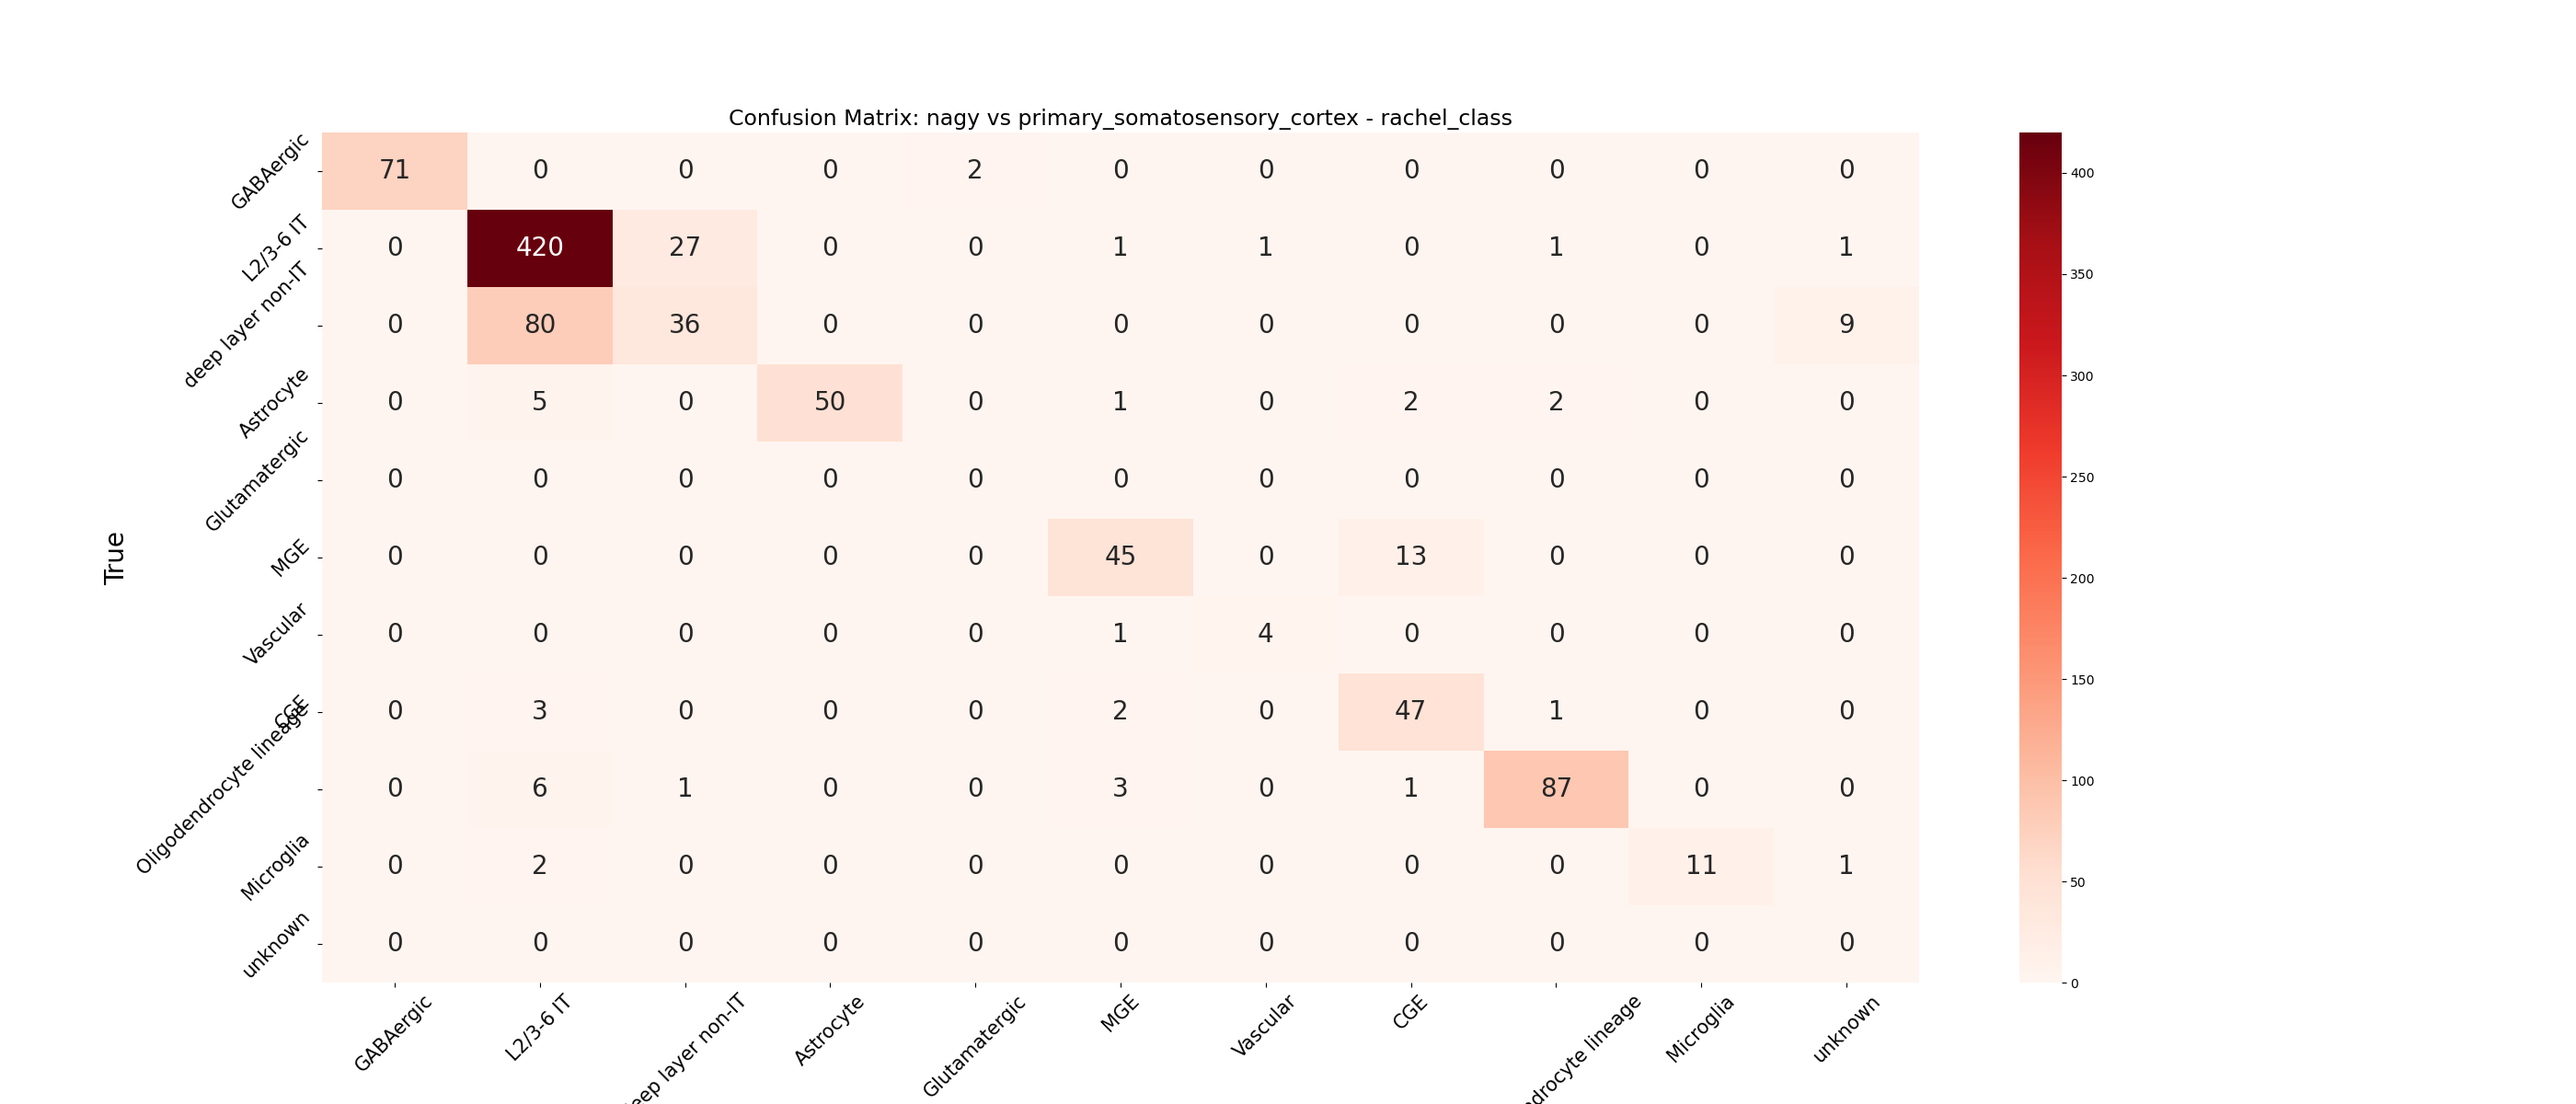 Confusion Matrix: nagy vs primary_somatosensory_cortex - rachel_class
True
GABAergic 71 0 0 0 2 0 0 0 0 0 0
L2/3-6 IT 0 420 27 0 0 1 1 0 1 0 1
deep layer non-IT 0 80 36 0 0 0 0 0 0 0 9
Astrocyte 0 5 0 50 0 1 0 2 2 0 0
Glutamatergic 0 0 0 0 0 0 0 0 0 0 0
MGE 0 0 0 0 0 45 0 13 0 0 0
Vascular 0 0 0 0 0 1 4 0 0 0 0
CGE 0 3 0 0 0 2 0 47 1 0 0
Oligodendrocyte lineage 0 6 1 0 0 3 0 1 87 0 0
Microglia 0 2 0 0 0 0 0 0 0 11 1
unknown 0 0 0 0 0 0 0 0 0 0 0
GABAergic L2/3-6 IT eep layer non-IT Astrocyte Glutamatergic MGE Vascular CGE ndrocyte lineage Microglia unknown
400
350
300
250
200
150
100
50
0